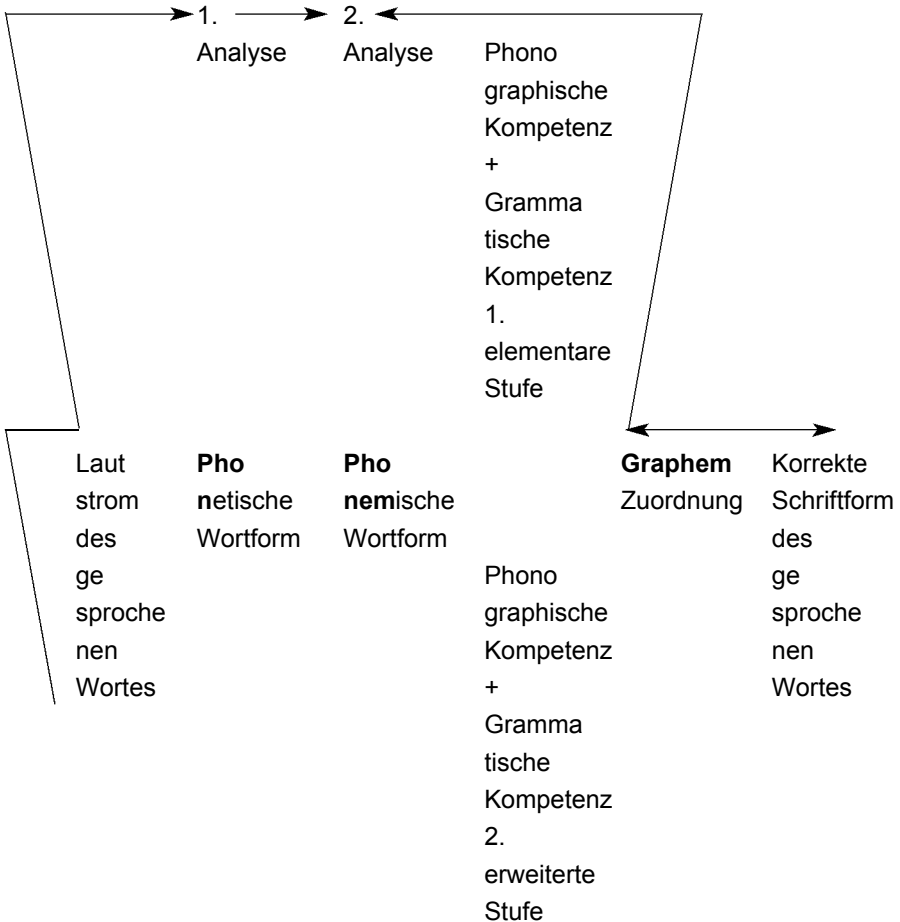 1. 2.
Analyse Analyse Phono
graphische
Kompetenz
+
Gramma
tische
Kompetenz
1.
elementare
Stufe
Laut Pho Pho Graphem Korrekte
strom netische nemische Zuordnung Schriftform
des Wortform Wortform des
ge Phono ge
sproche graphische sproche
nen Kompetenz nen
Wortes + Wortes
Gramma
tische
Kompetenz
2.
erweiterte
Stufe